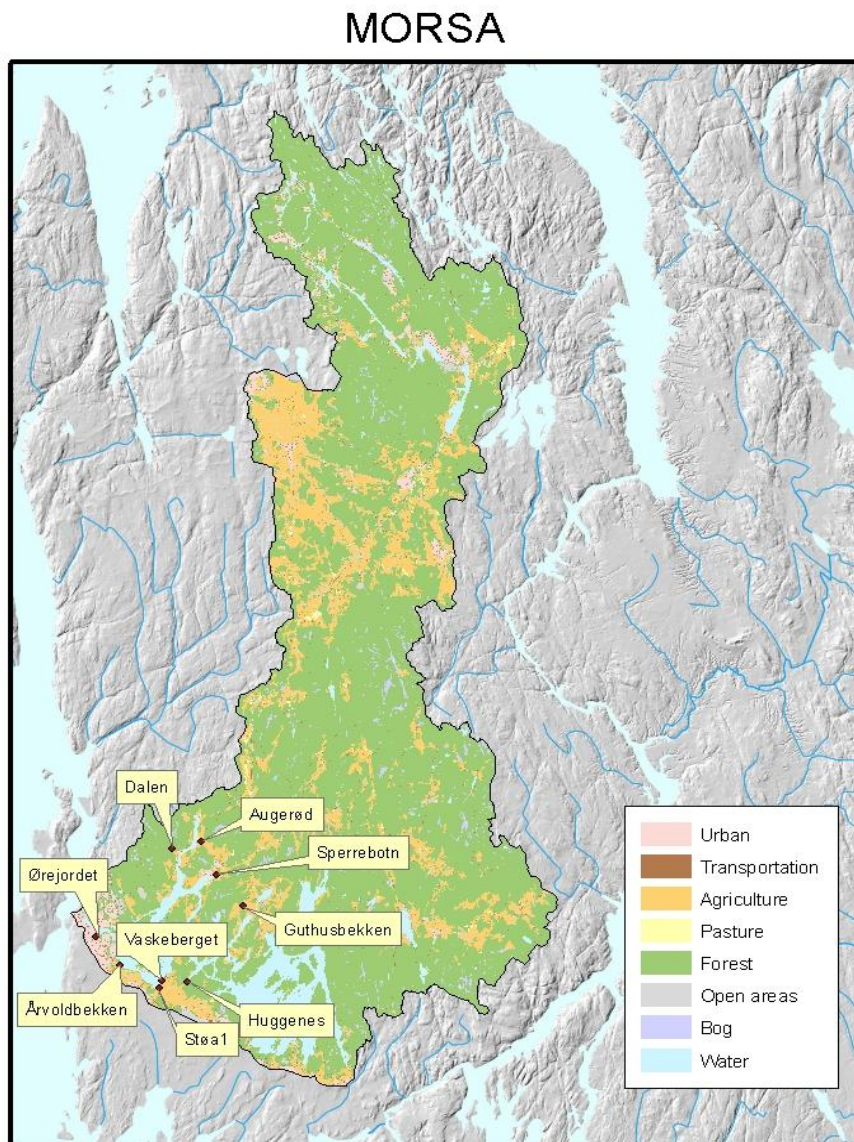 MORSA
Dalen
Augerød
Sperrebotn
Ørejordet
Vaskeberget
Guthusbekken
Årvoldbekken
Huggenes
Støa1
Urban
Transportation
Agriculture
Pasture
Forest
Open areas
Bog
Water